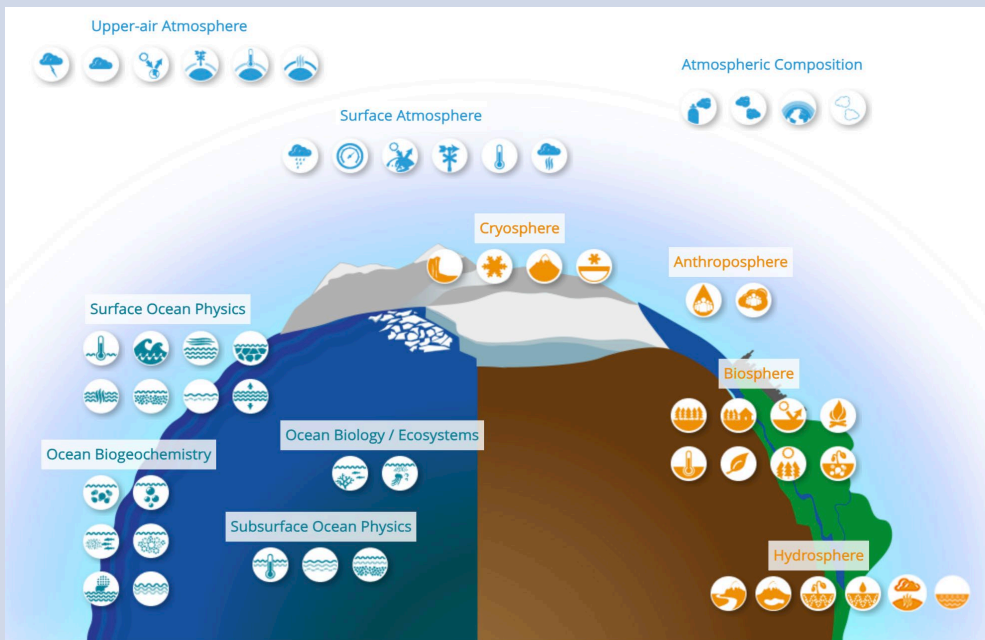 Upper-air Atmosphere
Atmospheric Composition
Surface Atmosphere
Cryosphere
Anthroposphere
Surface Ocean Physics
Biosphere
Ocean Biology / Ecosystems
Ocean Biogeochemistry
Subsurface Ocean Physics
Hydrosphere